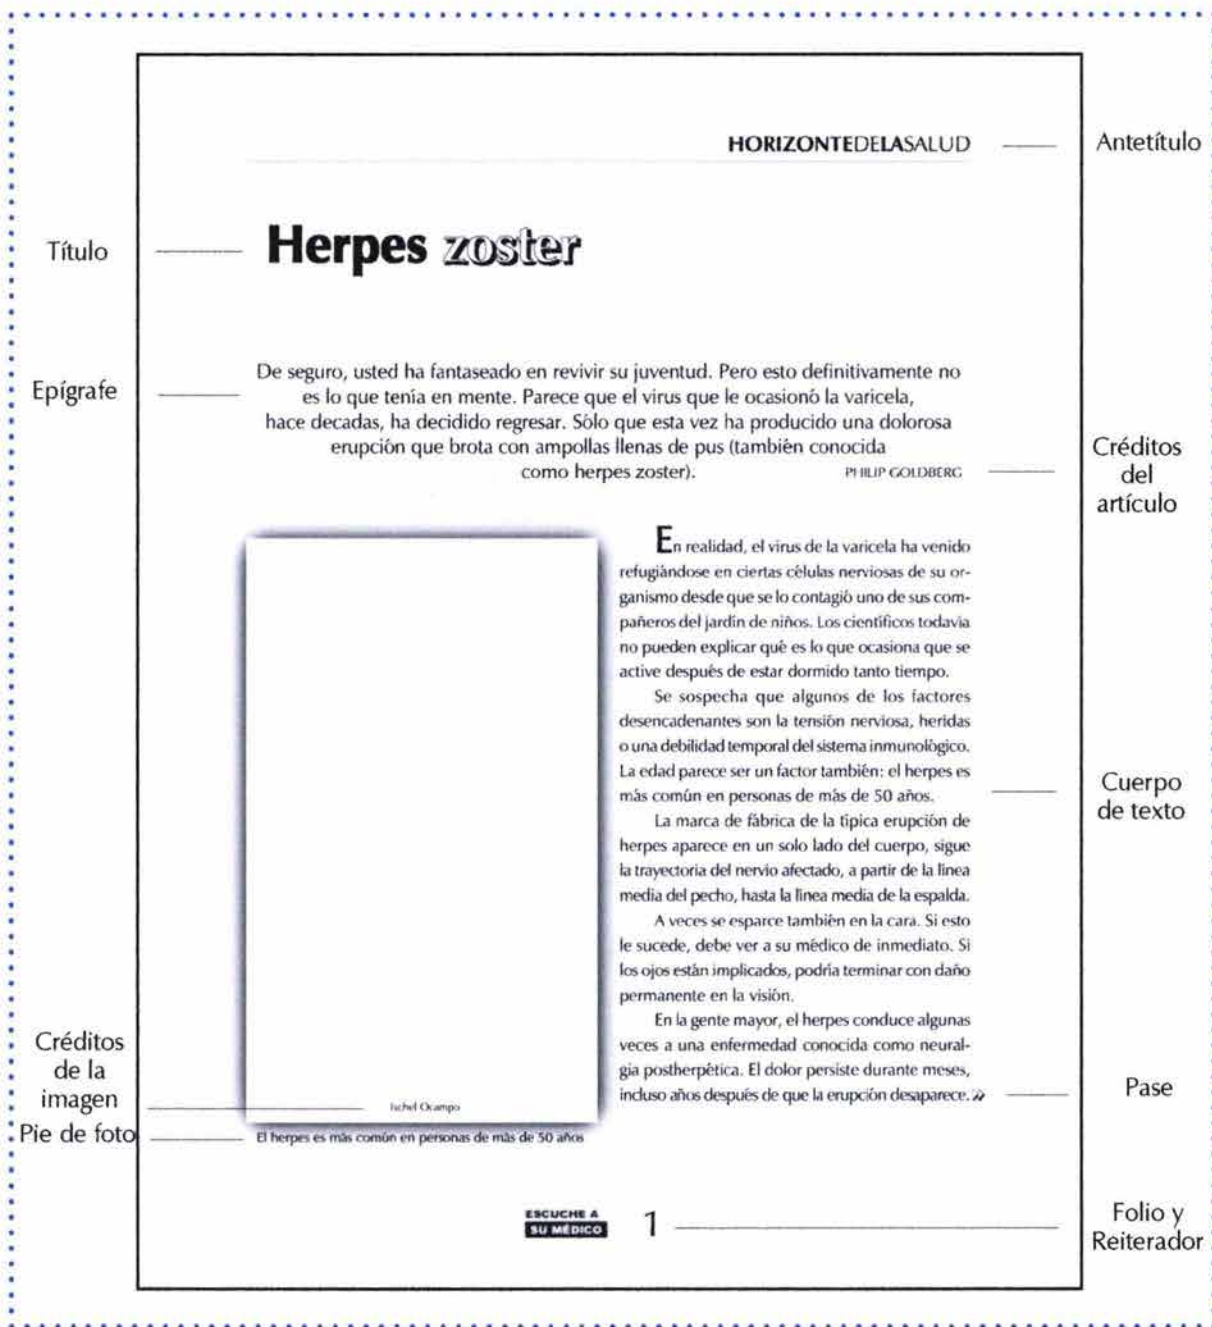 HORIZONTEDELASALUD
Antetítulo
Título
Herpes zoster
Epígrafe
De seguro, usted ha fantaseado en revivir su juventud. Pero esto definitivamente no
es lo que tenía en mente. Parece que el virus que le ocasionó la varicela,
hace decadas, ha decidido regresar. Sólo que esta vez ha producido una dolorosa
erupción que brota con ampollas llenas de pus (también conocida
como herpes zoster).
PHILIP GOLDBERG
Créditos
del
artículo
En realidad, el virus de la varicela ha venido
refugiándose en ciertas células nerviosas de su or-
ganismo desde que se lo contagió uno de sus com-
pañeros del jardín de niños. Los científicos todavía
no pueden explicar qué es lo que ocasiona que se
active después de estar dormido tanto tiempo.
Se sospecha que algunos de los factores
desencadenantes son la tensión nerviosa, heridas
o una debilidad temporal del sistema inmunológico.
La edad parece ser un factor también: el herpes es
más común en personas de más de 50 años.
Cuerpo
de texto
La marca de fábrica de la típica erupción de
herpes aparece en un solo lado del cuerpo, sigue
la trayectoria del nervio afectado, a partir de la línea
media del pecho, hasta la línea media de la espalda.
A veces se esparce también en la cara. Si esto
le sucede, debe ver a su médico de inmediato. Si
los ojos están implicados, podría terminar con daño
permanente en la visión.
En la gente mayor, el herpes conduce algunas
veces a una enfermedad conocida como neural-
gia postherpética. El dolor persiste durante meses,
incluso años después de que la erupción desaparece.
Pase
Créditos
de la
imagen
Ixchel Ocampo
Pie de foto
El herpes es más común en personas de más de 50 años
ESCUCHE A
SU MÉDICO
1
Folio y
Reiterador